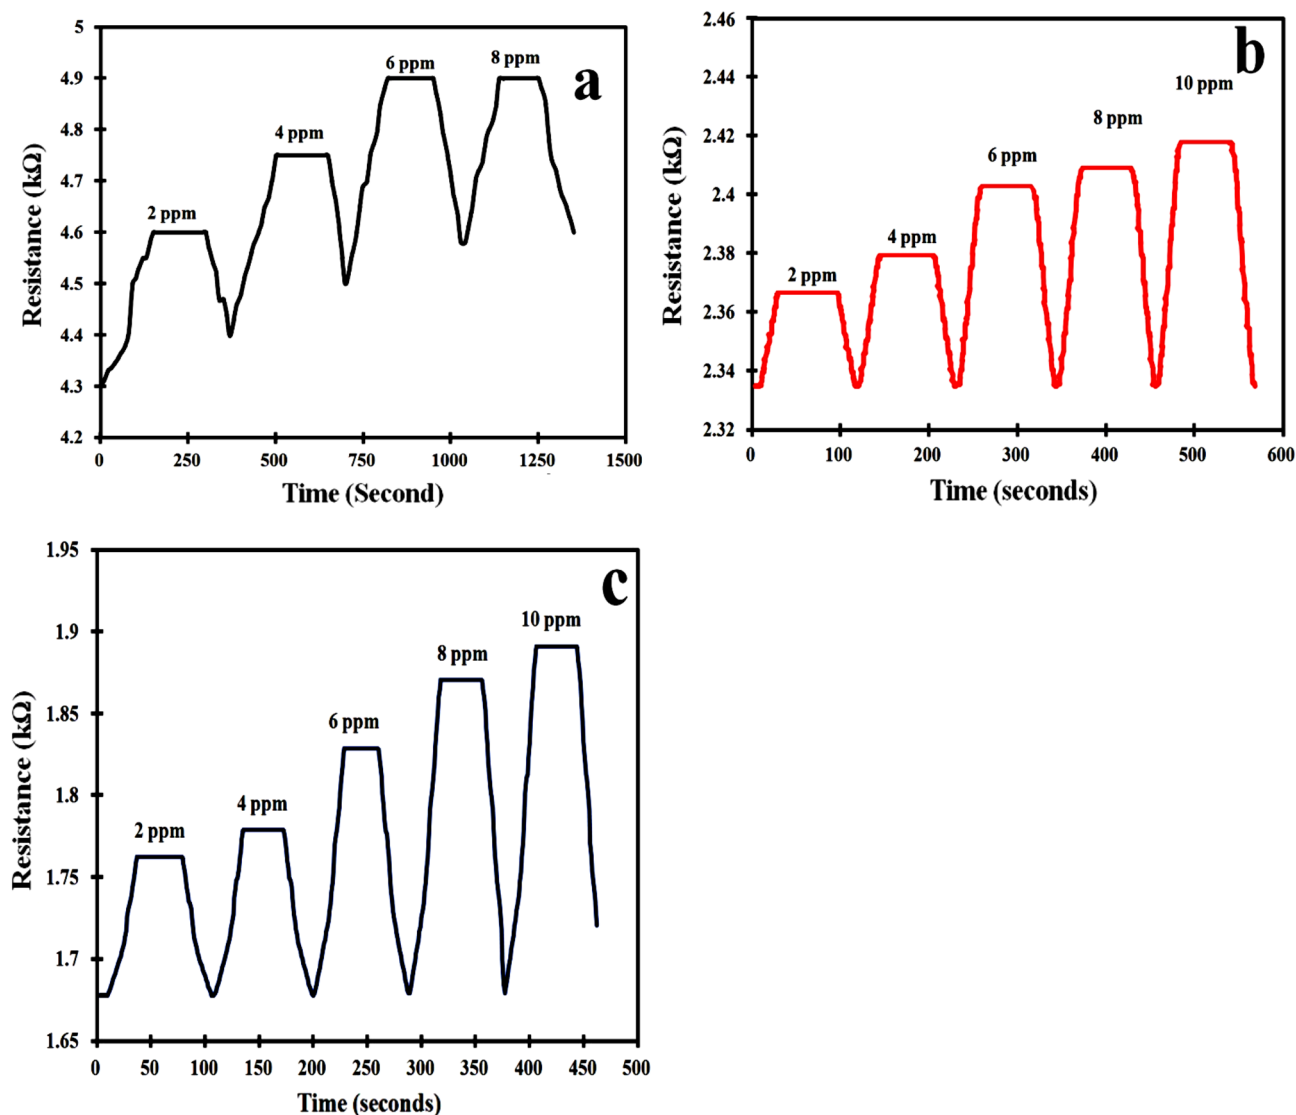 a
5
4.9
4.8
4.7
4.6
4.5
4.4
4.3
4.2
Resistance (kΩ)
2 ppm
4 ppm
6 ppm
8 ppm
0 250 500 750 1000 1250 1500
Time (Second)
b
2.46
2.44
2.42
2.4
2.38
2.36
2.34
2.32
Resistance (kΩ)
2 ppm
4 ppm
6 ppm
8 ppm
10 ppm
0 100 200 300 400 500 600
Time (seconds)
c
1.95
1.9
1.85
1.8
1.75
1.7
1.65
Resistance (kΩ)
2 ppm
4 ppm
6 ppm
8 ppm
10 ppm
0 50 100 150 200 250 300 350 400 450 500
Time (seconds)